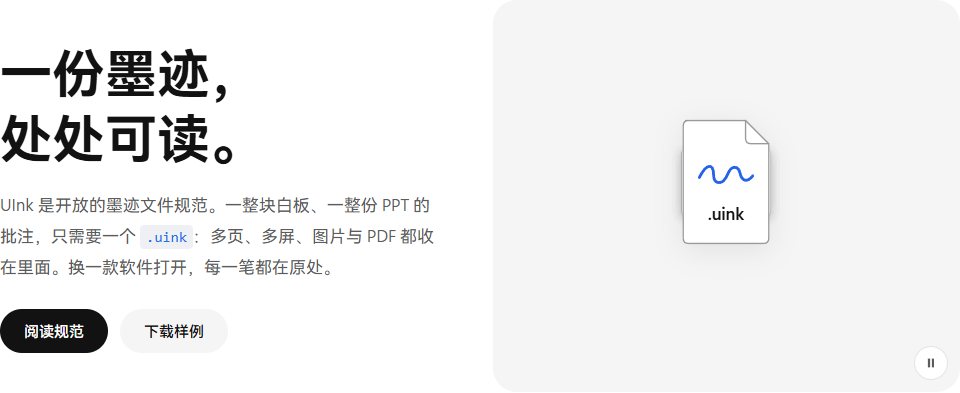 一份墨迹，
处处可读。
UInk 是开放的墨迹文件规范。一整块白板、一整份 PPT 的
批注，只需要一个 .uink：多页、多屏、图片与 PDF 都收
在里面。换一款软件打开，每一笔都在原处。
阅读规范
下载样例
.uink